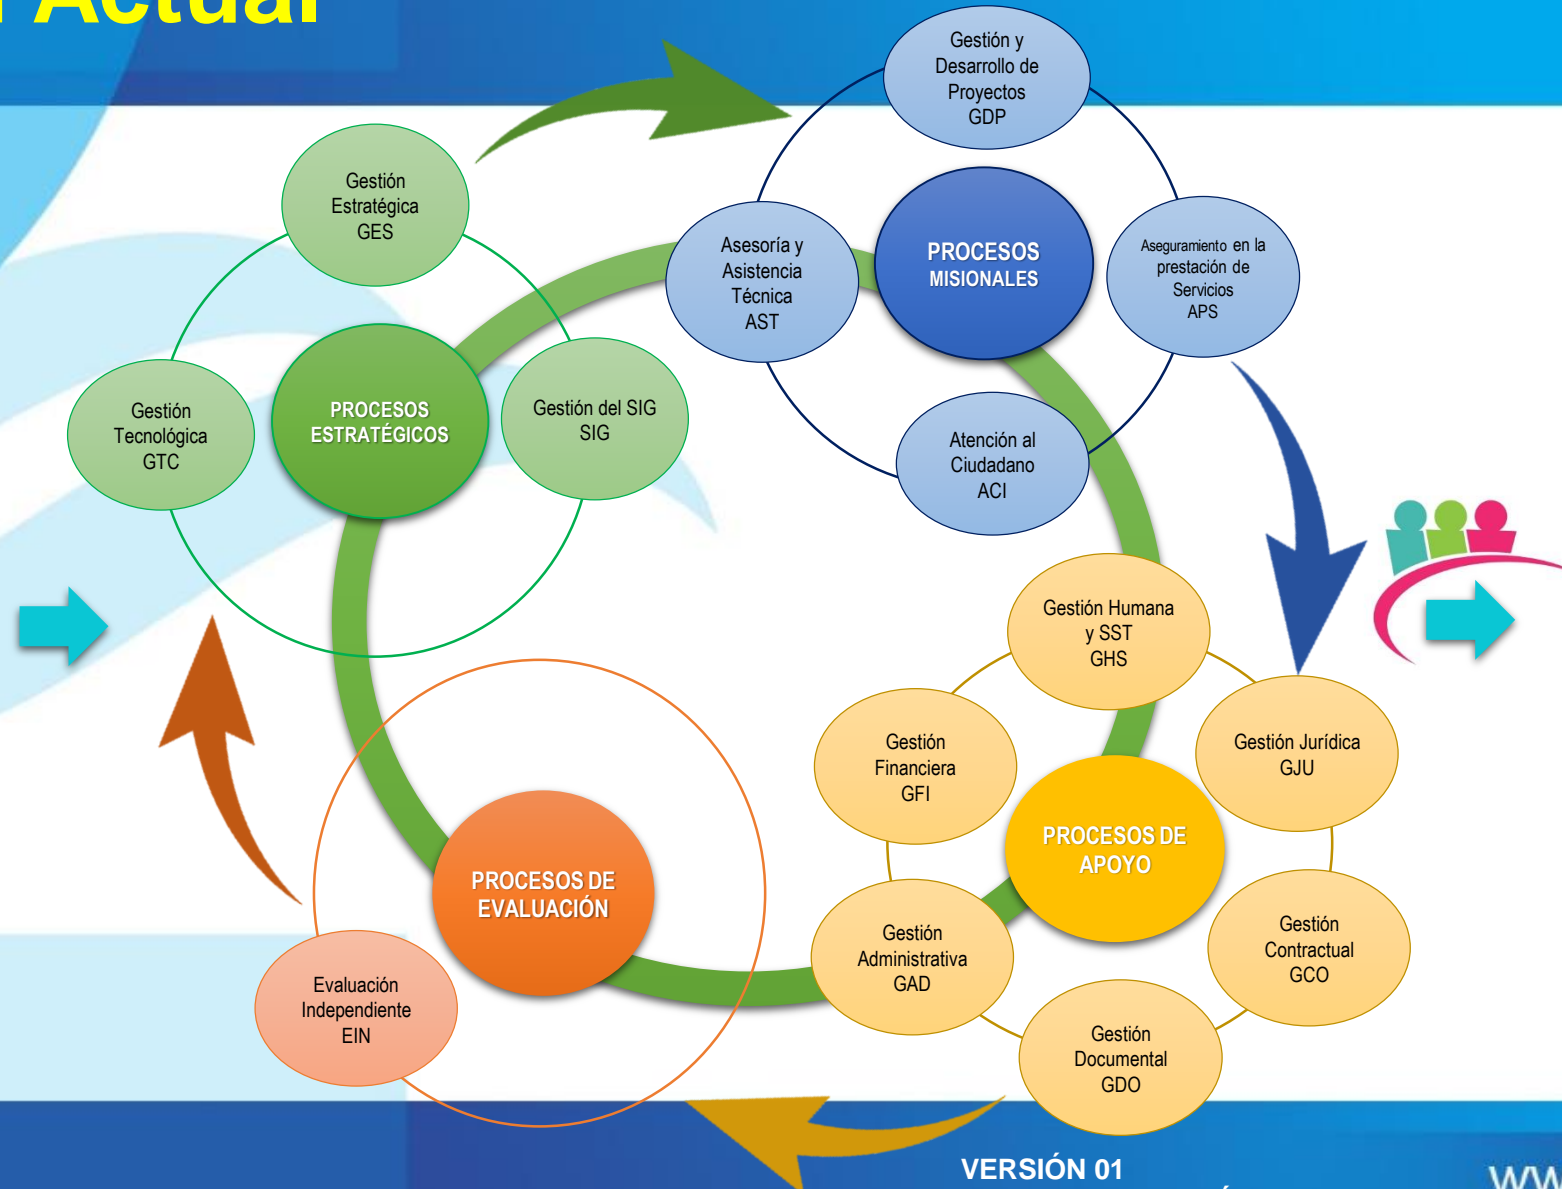 Actual
Gestión y
Desarrollo de
Proyectos
GDP
Gestión
Estratégica
GES
Asesoría y
Asistencia
Técnica
AST
PROCESOS
MISIONALES
Aseguramiento en la
prestación de
Servicios
APS
Gestión
Tecnológica
GTC
PROCESOS
ESTRATÉGICOS
Gestión del SIG
SIG
Atención al
Ciudadano
ACI
Gestión Humana
y SST
GHS
Gestión
Financiera
GFI
Gestión Jurídica
GJU
PROCESOS DE
APOYO
PROCESOS DE
EVALUACIÓN
Gestión
Administrativa
GAD
Gestión
Contractual
GCO
Evaluación
Independiente
EIN
Gestión
Documental
GDO
VERSIÓN 01